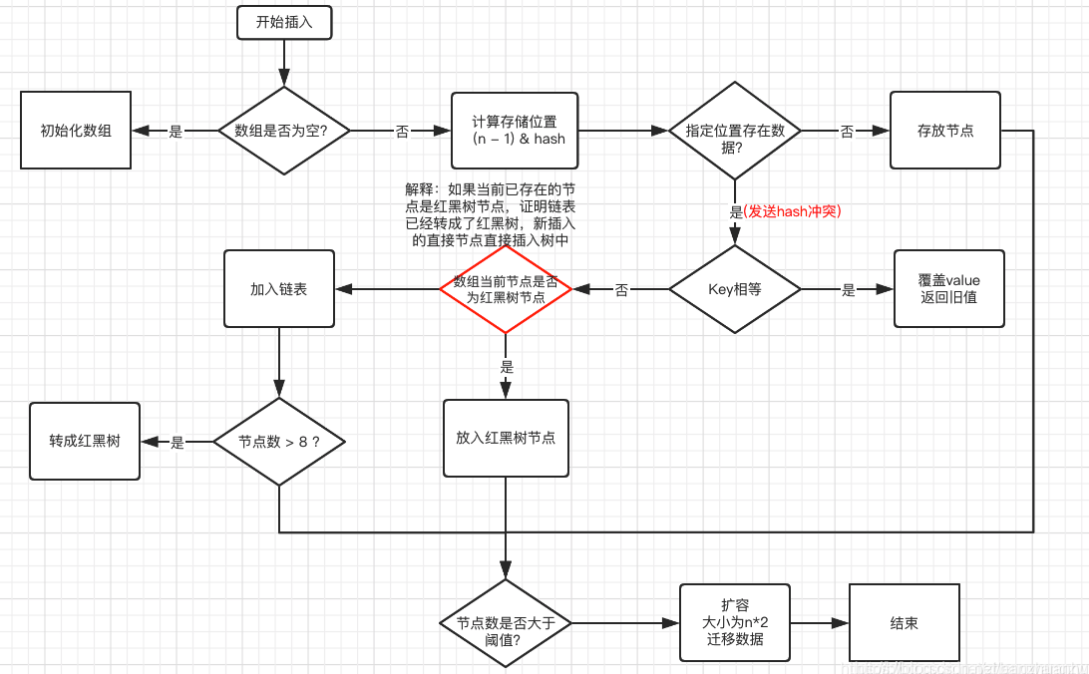 开始插入
初始化数组
是
数组是否为空?
否
计算存储位置
(n - 1) & hash
指定位置存在数
据?
否
存放节点
解释：如果当前已存在的节
点是红黑树节点，证明链表
已经转成了红黑树，新插入
的直接节点直接插入树中
是(发送hash冲突)
加入链表
数组当前节点是否
为红黑树节点
否
Key相等
是
覆盖value
返回旧值
是
转成红黑树
是
节点数 > 8 ?
放入红黑树节点
节点数是否大于
阈值?
扩容
大小为n*2
迁移数据
结束